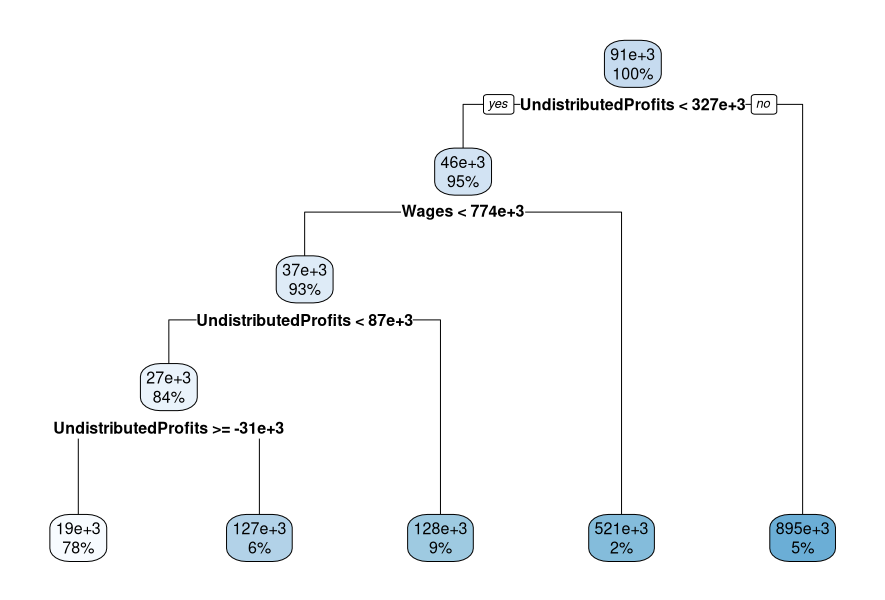 91e+3
100%
yes
UndistributedProfits < 327e+3
no
46e+3
95%
Wages < 774e+3
37e+3
93%
UndistributedProfits < 87e+3
27e+3
84%
UndistributedProfits >= -31e+3
19e+3
78%
127e+3
6%
128e+3
9%
521e+3
2%
895e+3
5%